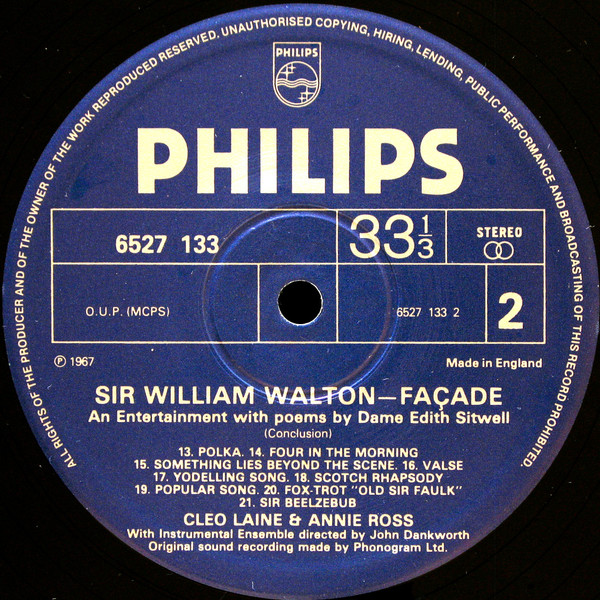 ALL RIGHTS OF THE PRODUCER AND OF THE OWNER OF THE WORK REPRODUCED RESERVED. UNAUTHORISED COPYING, HIRING, LENDING, PUBLIC PERFORMANCE AND BROADCASTING OF THIS RECORD PROHIBITED.
PHILIPS
PHILIPS
6527 133
33 1/3
STEREO
O.U.P. (MCPS)
6527 133 2
2
Ⓟ 1967
Made in England
SIR WILLIAM WALTON—FAÇADE
An Entertainment with poems by Dame Edith Sitwell
(Conclusion)
13. POLKA. 14. FOUR IN THE MORNING
15. SOMETHING LIES BEYOND THE SCENE. 16. VALSE
17. YODELLING SONG. 18. SCOTCH RHAPSODY
19. POPULAR SONG. 20. FOX-TROT "OLD SIR FAULK"
21. SIR BEELZEBUB
CLEO LAINE & ANNIE ROSS
With Instrumental Ensemble directed by John Dankworth
Original sound recording made by Phonogram Ltd.